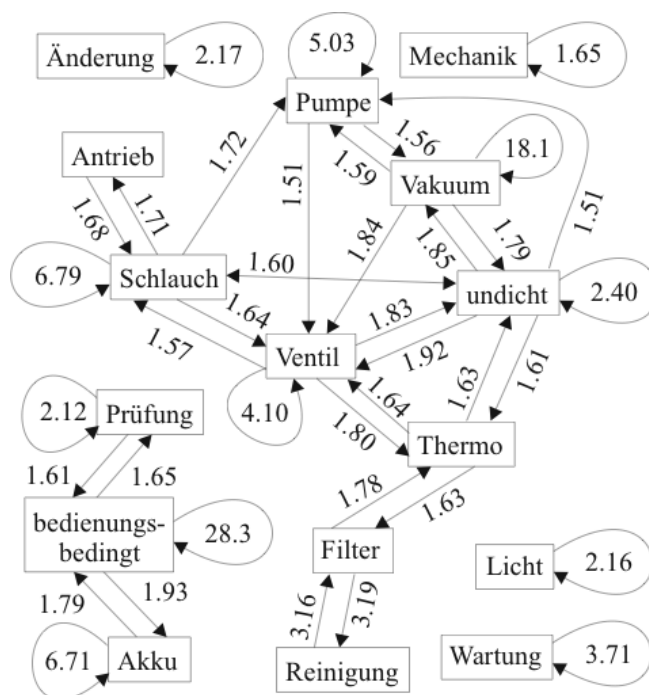 Änderung
2.17
5.03
Mechanik
1.65
Pumpe
Antrieb
1.72
1.56
18.1
1.59
Vakuum
1.68
1.71
1.51
1.84
1.85
1.79
1.51
6.79
Schlauch
1.60
undicht
2.40
1.64
1.83
1.57
Ventil
1.92
1.63
1.61
2.12
Prüfung
4.10
1.80
1.64
Thermo
1.61
1.65
1.78
1.63
bedienungs-
bedingt
28.3
Filter
Licht
2.16
1.79
1.93
3.16
3.19
6.71
Akku
Reinigung
Wartung
3.71